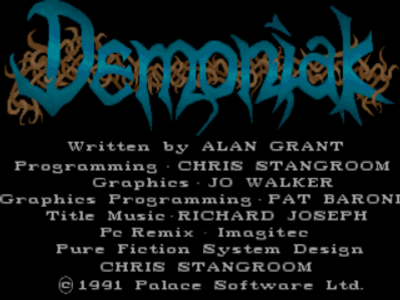 Demoniak
Written by ALAN GRANT
Programming · CHRIS STANGROOM
Graphics · JO WALKER
Graphics Programming · PAT BARONI
Title Music · RICHARD JOSEPH
Pc Remix · Imagitec
Pure Fiction System Design
CHRIS STANGROOM
©1991 Palace Software Ltd.